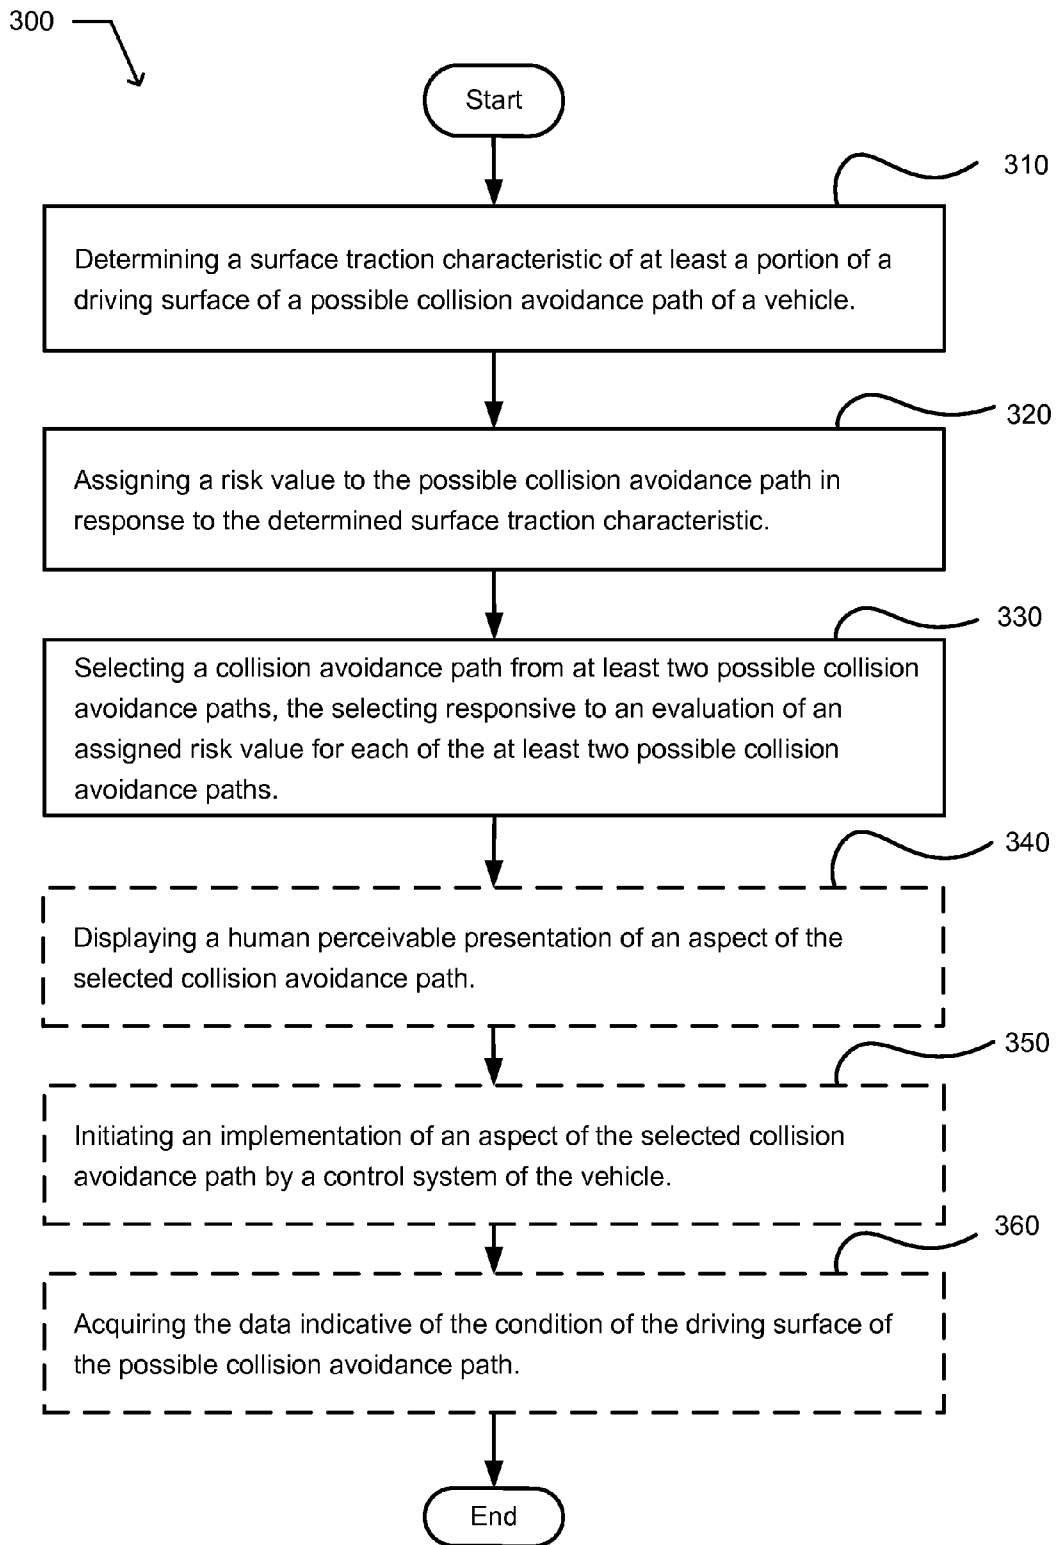 300
Start
310
Determining a surface traction characteristic of at least a portion of a
driving surface of a possible collision avoidance path of a vehicle.
320
Assigning a risk value to the possible collision avoidance path in
response to the determined surface traction characteristic.
330
Selecting a collision avoidance path from at least two possible collision
avoidance paths, the selecting responsive to an evaluation of an
assigned risk value for each of the at least two possible collision
avoidance paths.
340
Displaying a human perceivable presentation of an aspect of the
selected collision avoidance path.
350
Initiating an implementation of an aspect of the selected collision
avoidance path by a control system of the vehicle.
360
Acquiring the data indicative of the condition of the driving surface of
the possible collision avoidance path.
End